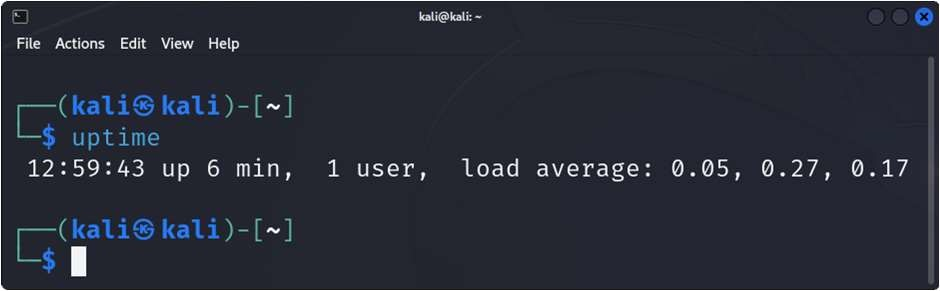 kali@kali: ~
File Actions Edit View Help
┌──(kali㉿kali)-[~]
└─$ uptime
 12:59:43 up 6 min,  1 user,  load average: 0.05, 0.27, 0.17
┌──(kali㉿kali)-[~]
└─$